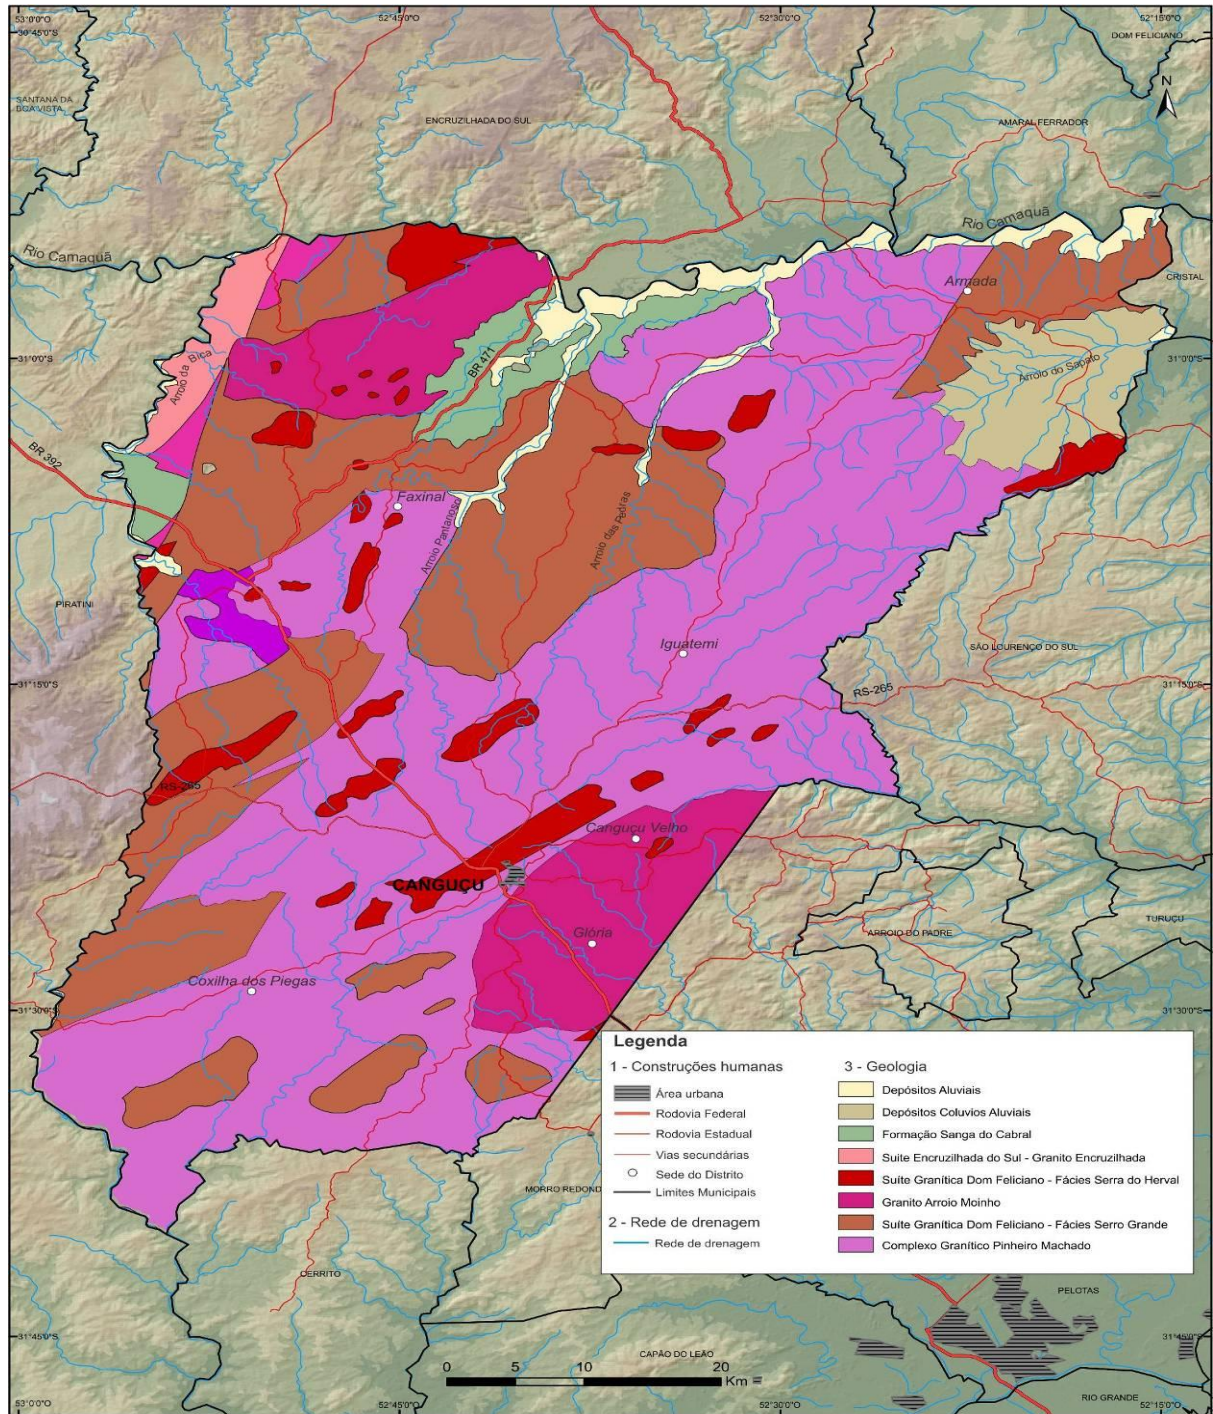 53°0'0"O
52°45'0"O
52°30'0"O
52°15'0"O
30°45'S
30°45'S
DOM FELICIANO
N
SANTANA DA
BOA VISTA
ENCRUZILHADA DO SUL
AMARAL FERRADOR
Rio Camaquã
Rio Camaquã
CRISTAL
Armada
31°0'0"S
31°0'0"S
Arroio da Bica
BR 471
Arroio do Sapato
BR 392
Faxinal
Arroio Pantanoso
Arroio das Pedras
PIRATINI
Iguatemi
SÃO LOURENÇO DO SUL
31°15'0"S
31°15'0"S
RS-265
RS-265
Canguçu Velho
CANGUÇU
TURUÇU
ARROIO DO PADRE
Glória
Coxilha dos Piegas
31°30'0"S
31°30'0"S
Legenda
1 - Construções humanas
Área urbana
Rodovia Federal
Rodovia Estadual
Vias secundárias
Sede do Distrito
Limites Municipais
2 - Rede de drenagem
Rede de drenagem
3 - Geologia
Depósitos Aluviais
Depósitos Coluvios Aluviais
Formação Sanga do Cabral
Suite Encruzilhada do Sul - Granito Encruzilhada
Suíte Granítica Dom Feliciano - Fácies Serra do Herval
Granito Arroio Moinho
Suíte Granítica Dom Feliciano - Fácies Serro Grande
Complexo Granítico Pinheiro Machado
MORRO REDOND
CERRITO
PELOTAS
31°45'0"S
31°45'0"S
CAPÃO DO LEÃO
0 5 10 20
Km
RIO GRANDE
53°0'0"O
52°45'0"O
52°30'0"O
52°15'0"O